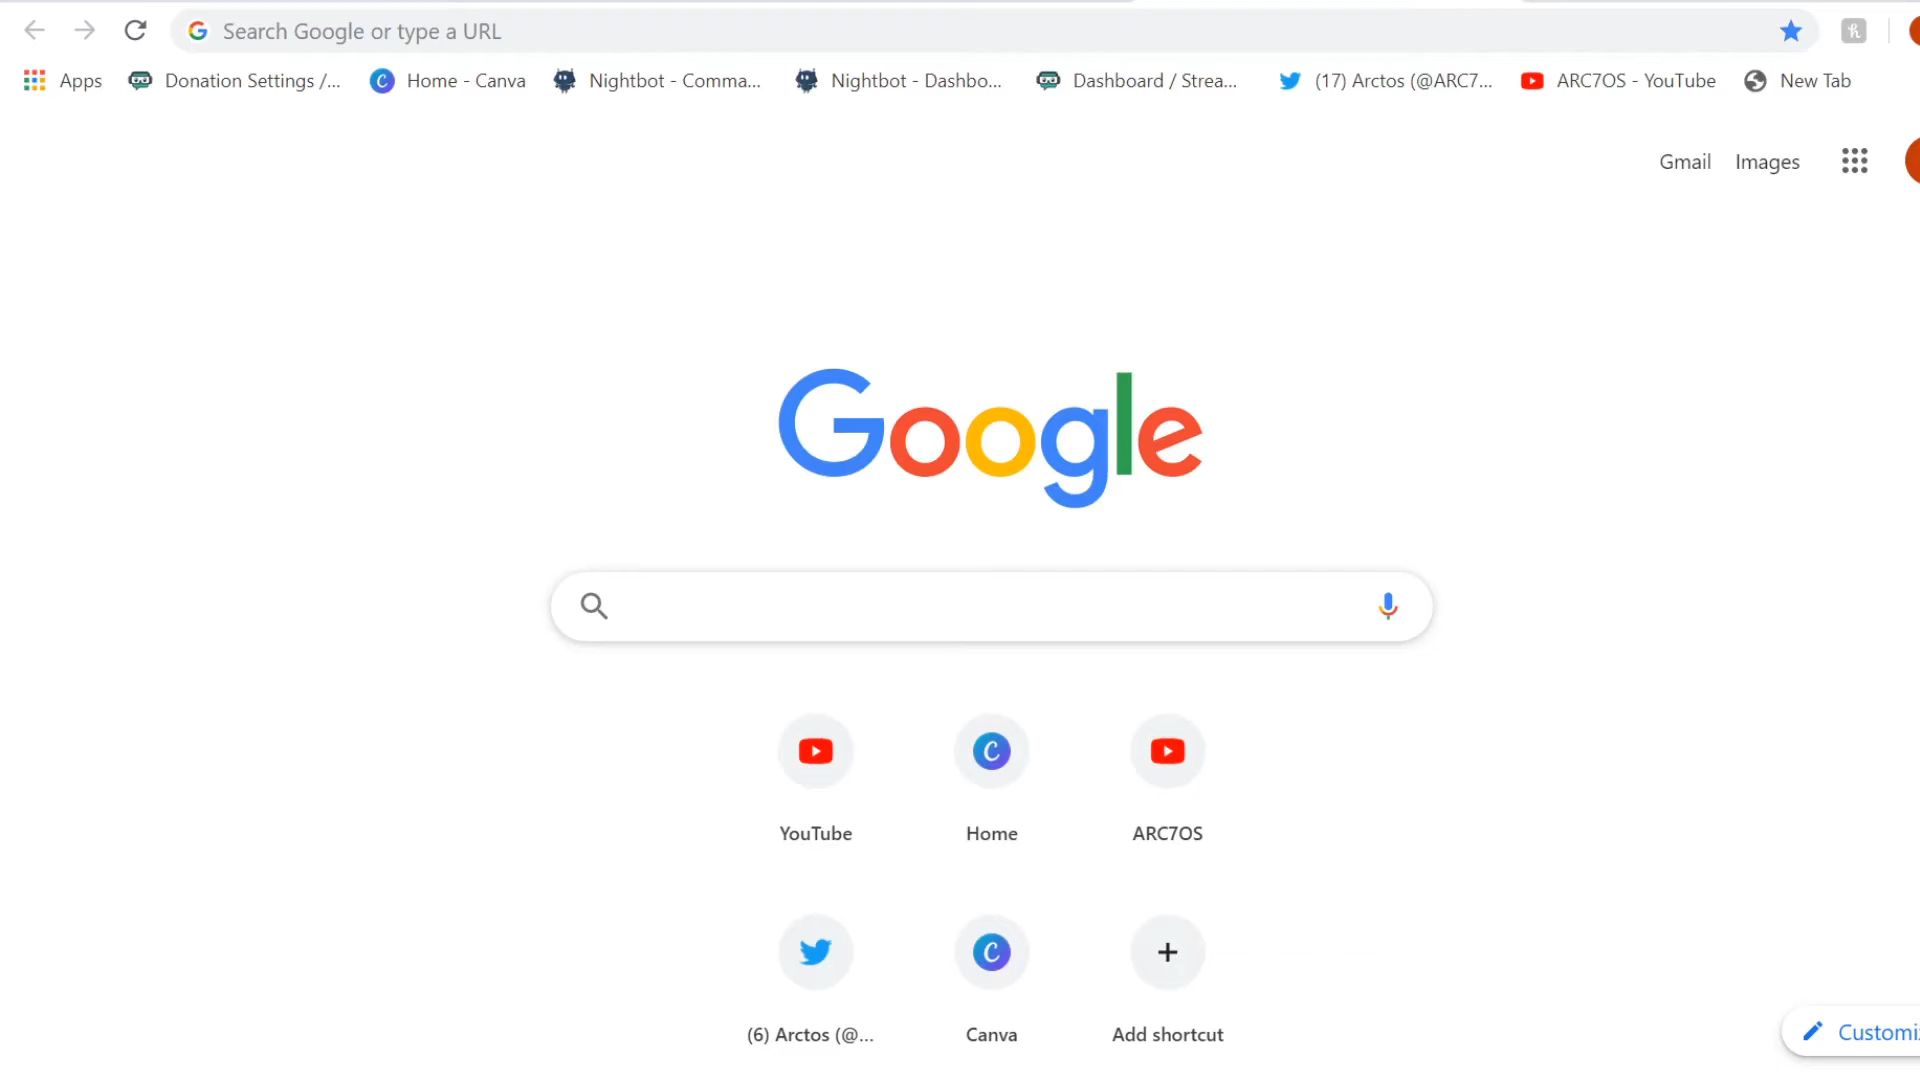 Search Google or type a URL
Apps Donation Settings /... Home - Canva Nightbot - Comma... Nightbot - Dashbo... Dashboard / Strea... (17) Arctos (@ARC7... ARC7OS - YouTube New Tab
Gmail Images
Google
YouTube Home ARC7OS
(6) Arctos (@... Canva Add shortcut
Customi